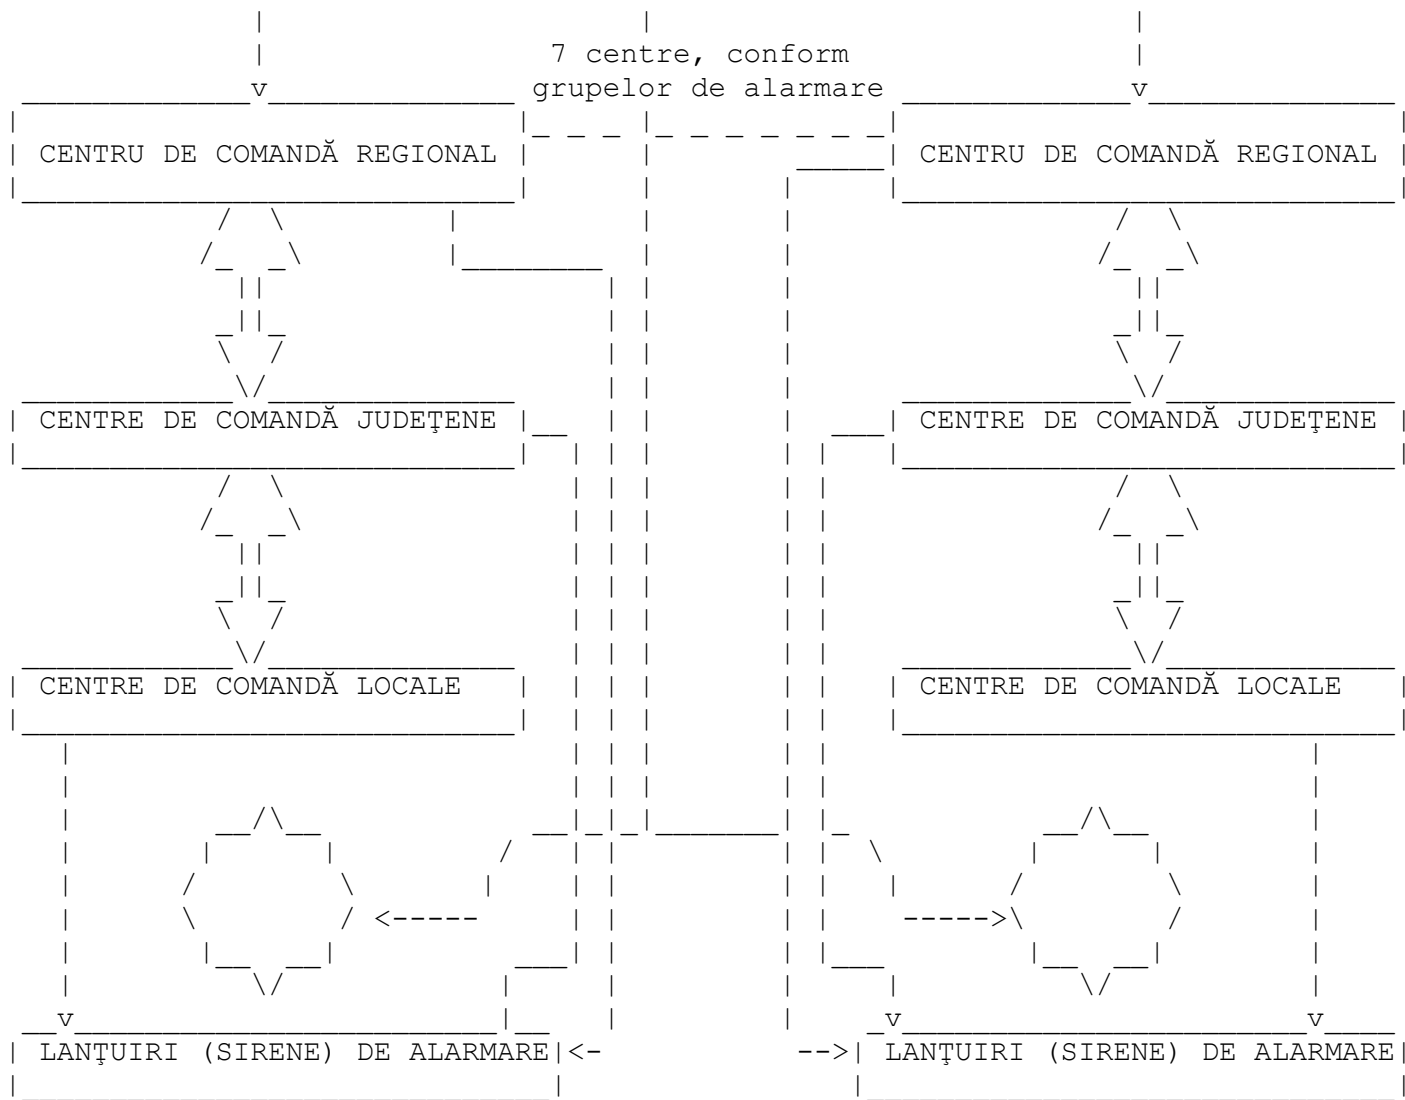 7 centre, conform
grupelor de alarmare
CENTRU DE COMANDĂ REGIONAL
CENTRU DE COMANDĂ REGIONAL
CENTRE DE COMANDĂ JUDEŢENE
CENTRE DE COMANDĂ JUDEŢENE
CENTRE DE COMANDĂ LOCALE
CENTRE DE COMANDĂ LOCALE
LANŢUIRI (SIRENE) DE ALARMARE
LANŢUIRI (SIRENE) DE ALARMARE